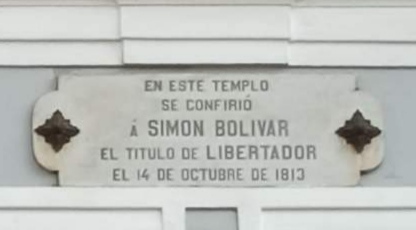 EN ESTE TEMPLO
SE CONFIRIÓ
Á SIMON BOLIVAR
EL TITULO DE LIBERTADOR
EL 14 DE OCTUBRE DE 1813